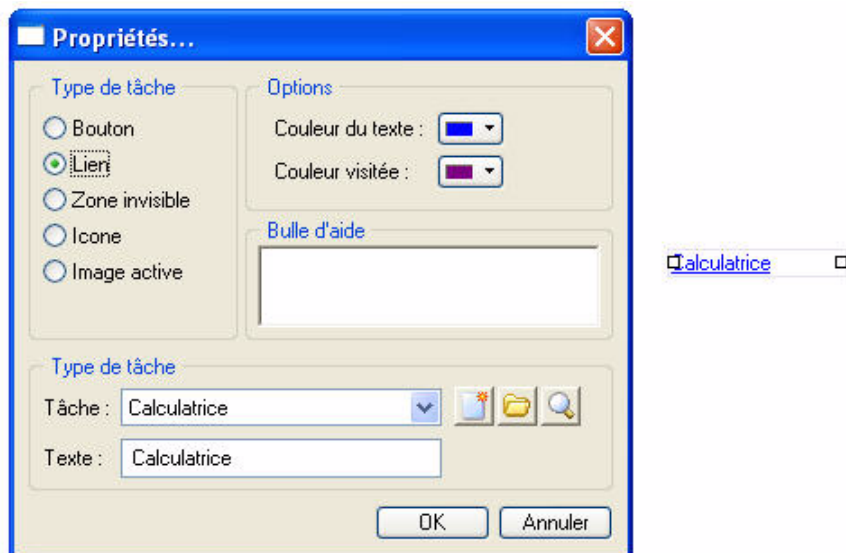 Propriétés...
Type de tâche
Bouton
Lien
Zone invisible
Icone
Image active
Options
Couleur du texte :
Couleur visitée :
Bulle d'aide
Type de tâche
Tâche : Calculatrice
Texte : Calculatrice
OK Annuler
Calculatrice